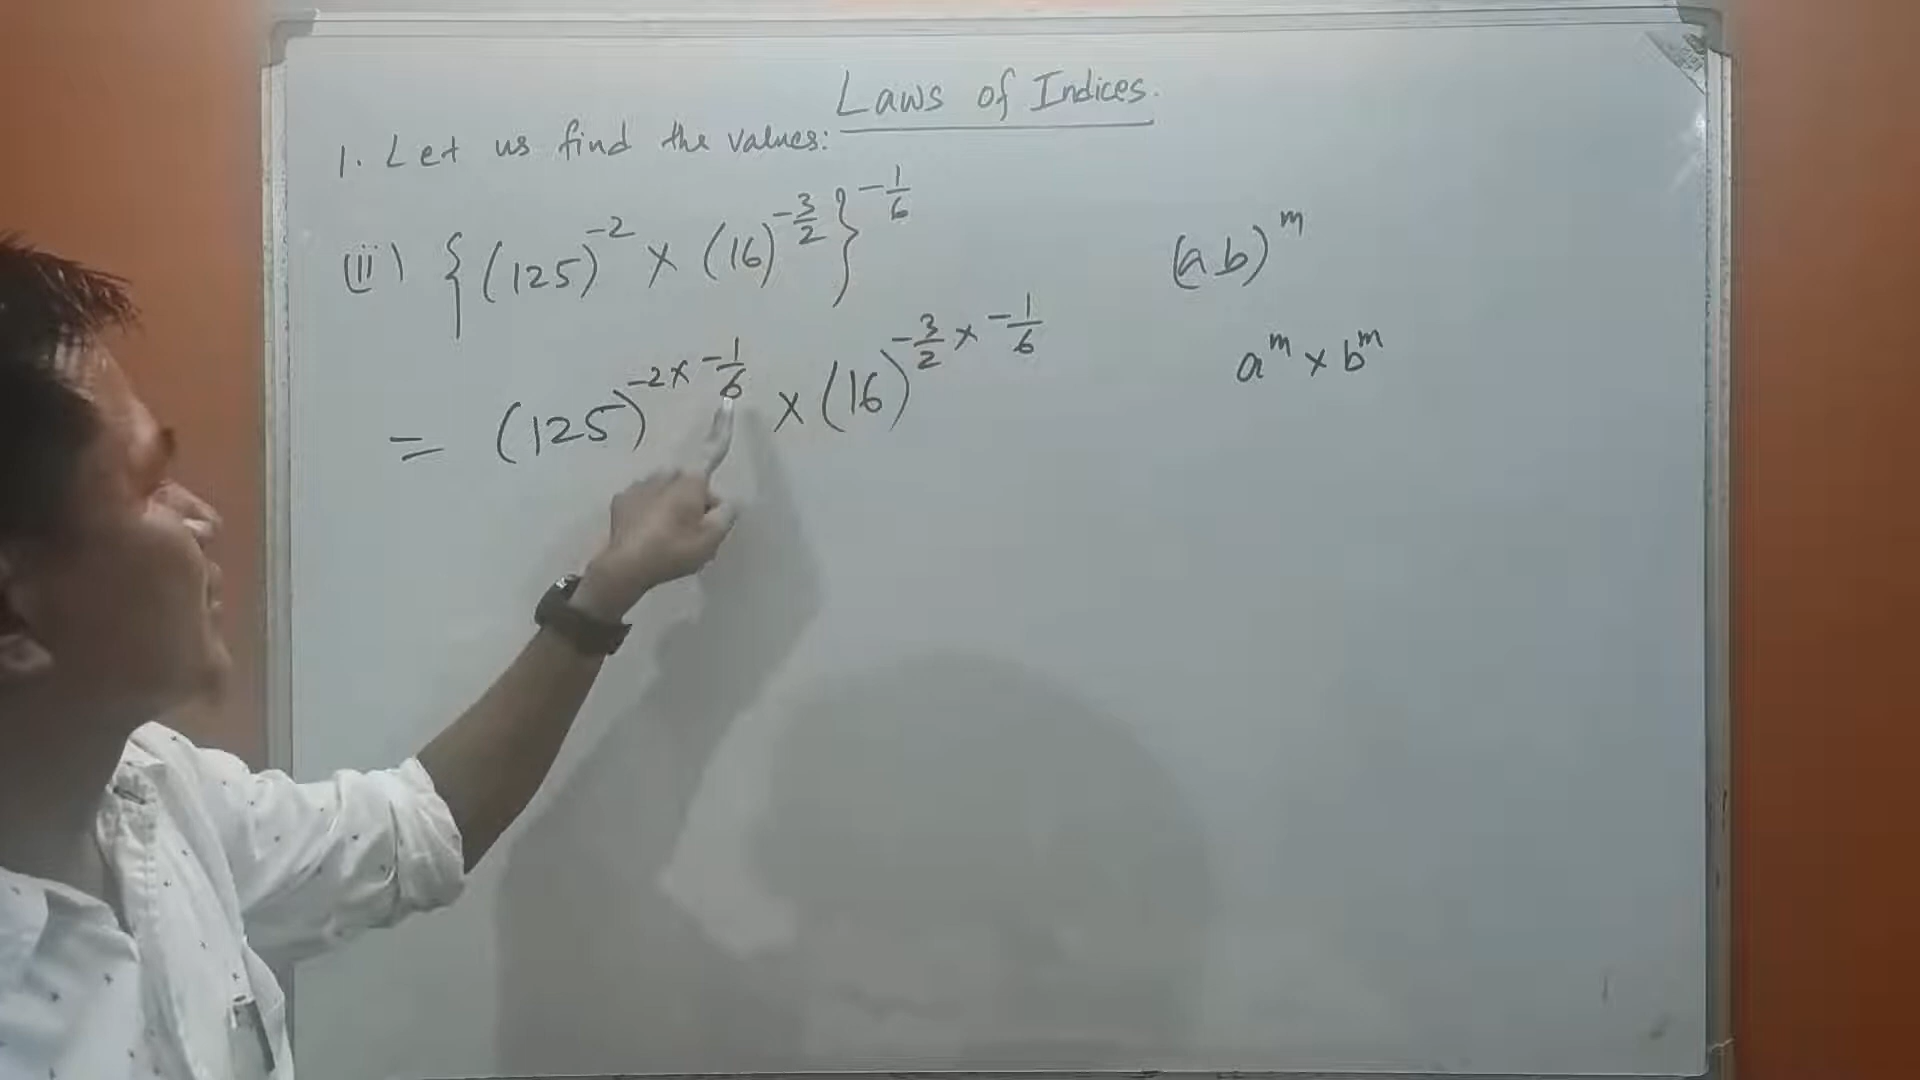 Laws of Indices.
1. Let us find the values:
(ii) {(125)^{-2} × (16)^{-3/2}}^{-1/6}
= (125)^{-2 × -1/6} × (16)^{-3/2 × -1/6}
(ab)^m
a^m × b^m